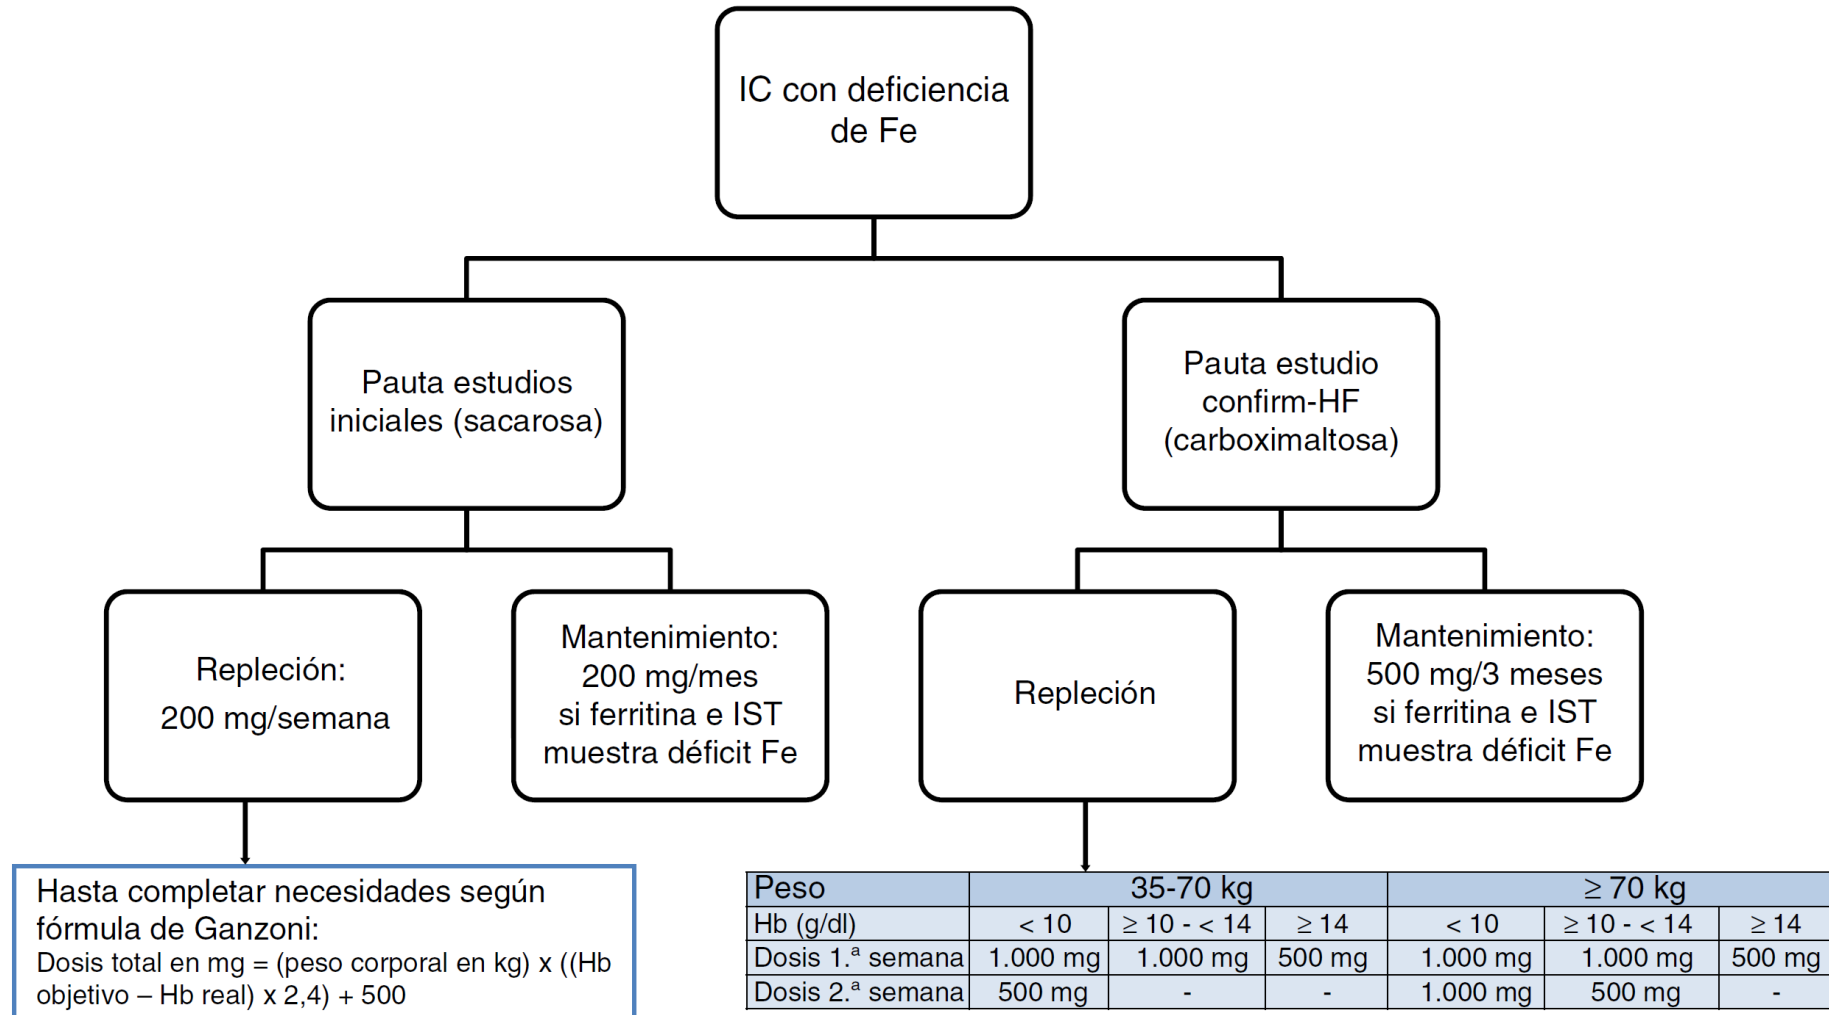 IC con deficiencia
de Fe
Pauta estudios
iniciales (sacarosa)
Pauta estudio
confirm-HF
(carboximaltosa)
Repleción:
200 mg/semana
Mantenimiento:
200 mg/mes
si ferritina e IST
muestra déficit Fe
Repleción
Mantenimiento:
500 mg/3 meses
si ferritina e IST
muestra déficit Fe
Hasta completar necesidades según
fórmula de Ganzoni:
Dosis total en mg = (peso corporal en kg) x ((Hb
objetivo – Hb real) x 2,4) + 500
Peso 35-70 kg ≥ 70 kg
Hb (g/dl) < 10 ≥ 10 - < 14 ≥ 14 < 10 ≥ 10 - < 14 ≥ 14
Dosis 1.ª semana 1.000 mg 1.000 mg 500 mg 1.000 mg 1.000 mg 500 mg
Dosis 2.ª semana 500 mg - - 1.000 mg 500 mg -